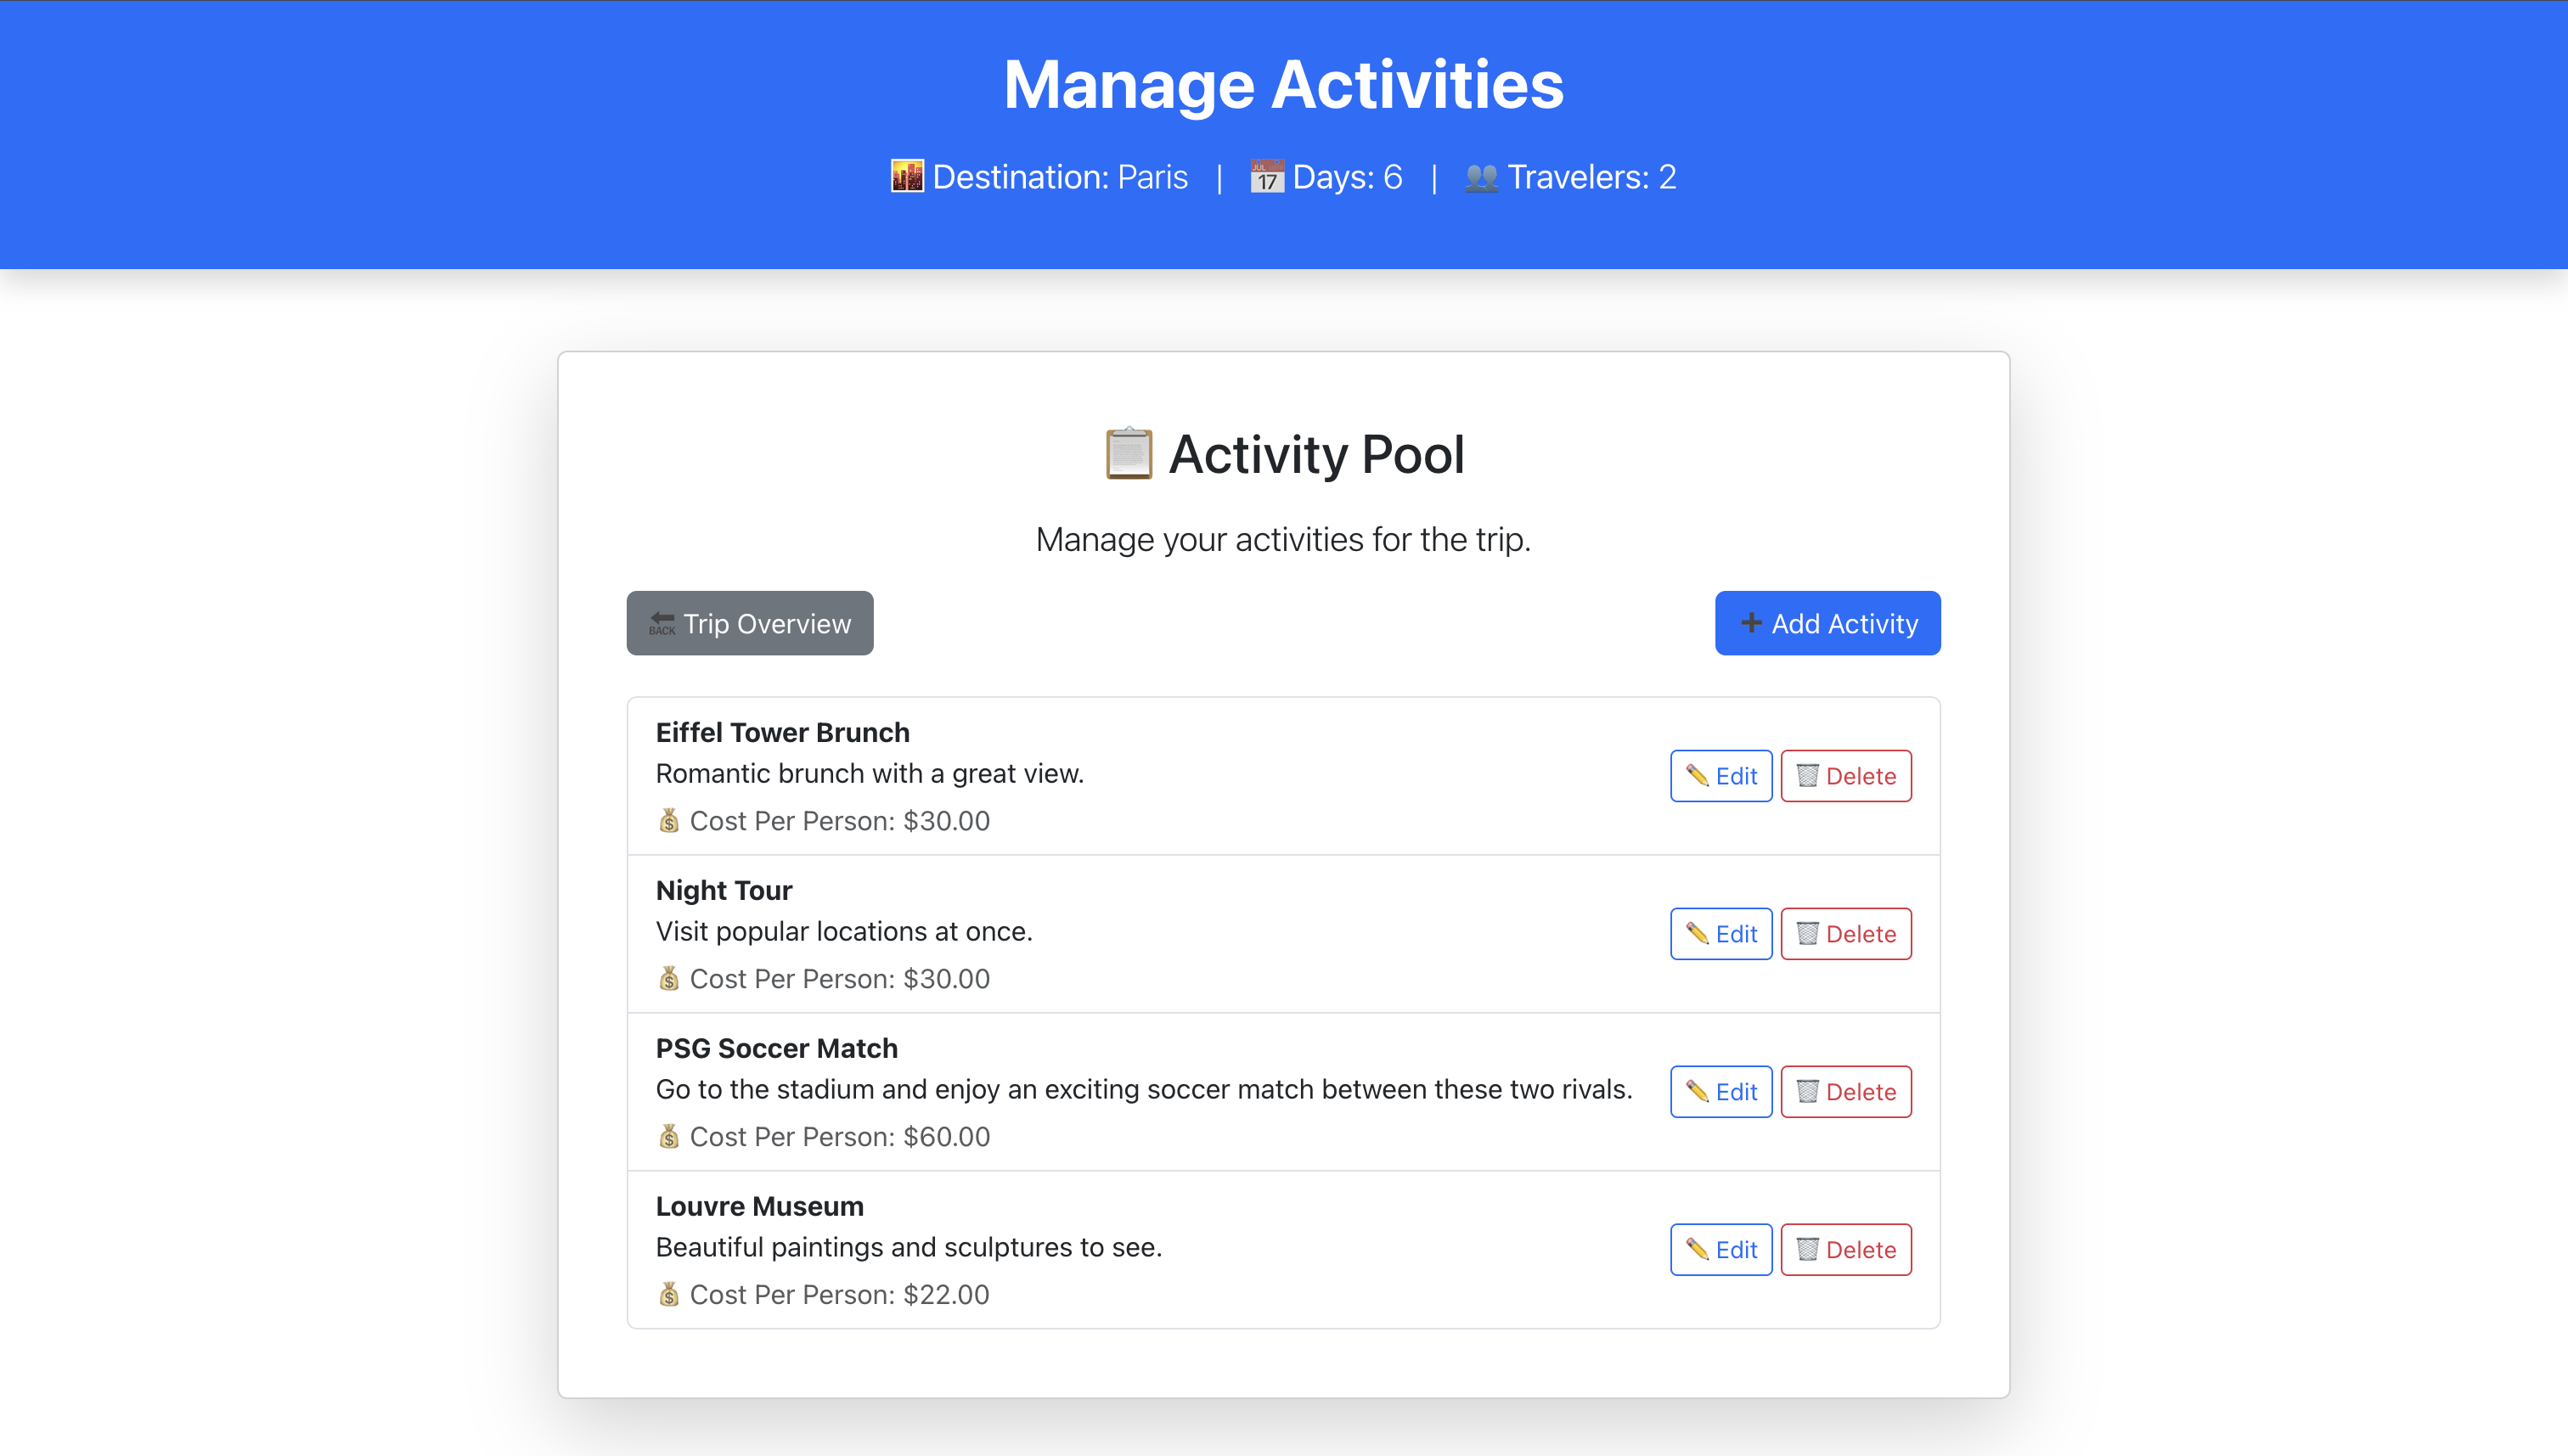 Manage Activities
Destination: Paris | JUL 17 Days: 6 | Travelers: 2
Activity Pool
Manage your activities for the trip.
BACK Trip Overview
Add Activity
Eiffel Tower Brunch
Romantic brunch with a great view.
Cost Per Person: $30.00
Edit Delete
Night Tour
Visit popular locations at once.
Cost Per Person: $30.00
Edit Delete
PSG Soccer Match
Go to the stadium and enjoy an exciting soccer match between these two rivals.
Cost Per Person: $60.00
Edit Delete
Louvre Museum
Beautiful paintings and sculptures to see.
Cost Per Person: $22.00
Edit Delete